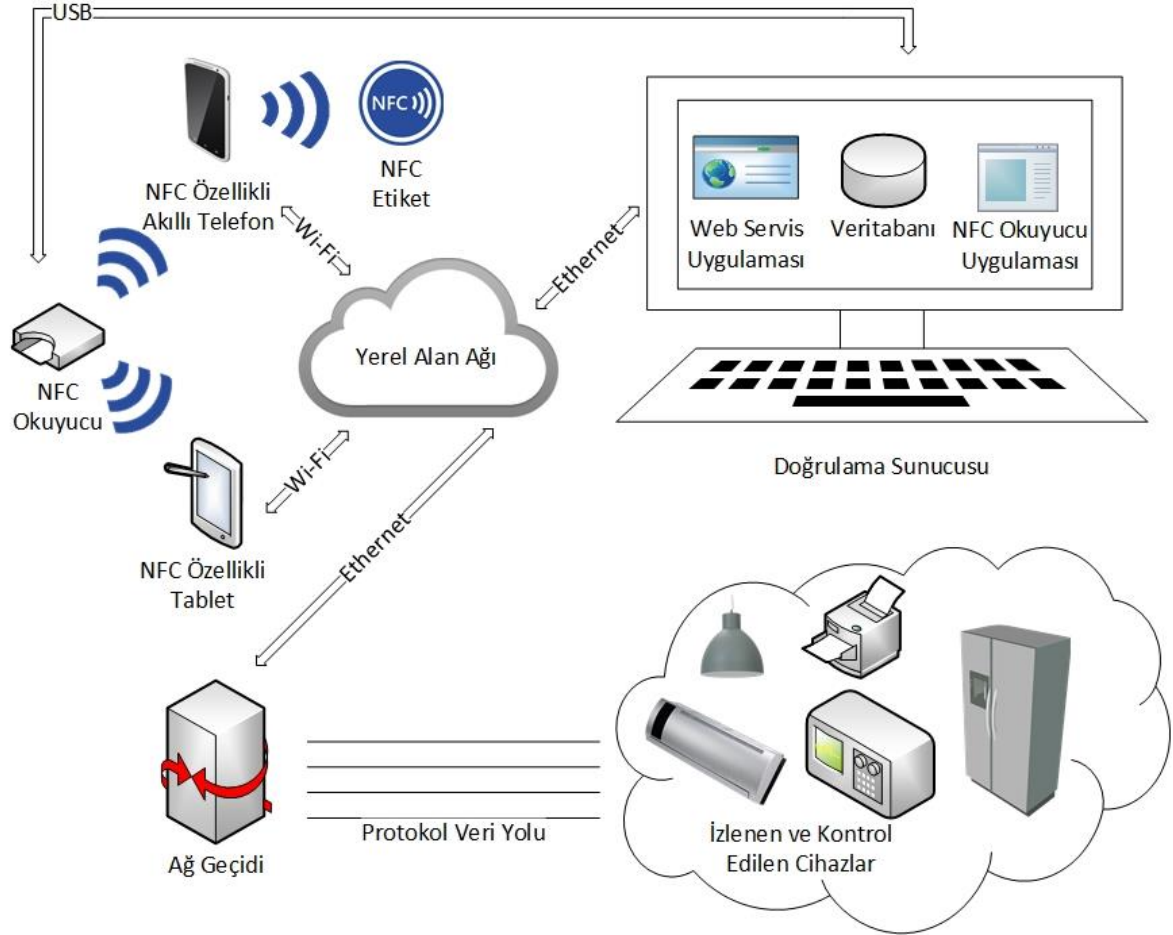 USB
NFC
NFC Özellikli
Akıllı Telefon
NFC
Etiket
Wi-Fi
Ethernet
Web Servis
Uygulaması
Veritabanı
NFC Okuyucu
Uygulaması
Yerel Alan Ağı
NFC
Okuyucu
Doğrulama Sunucusu
Wi-Fi
NFC Özellikli
Tablet
Ethernet
Protokol Veri Yolu
Ağ Geçidi
İzlenen ve Kontrol
Edilen Cihazlar